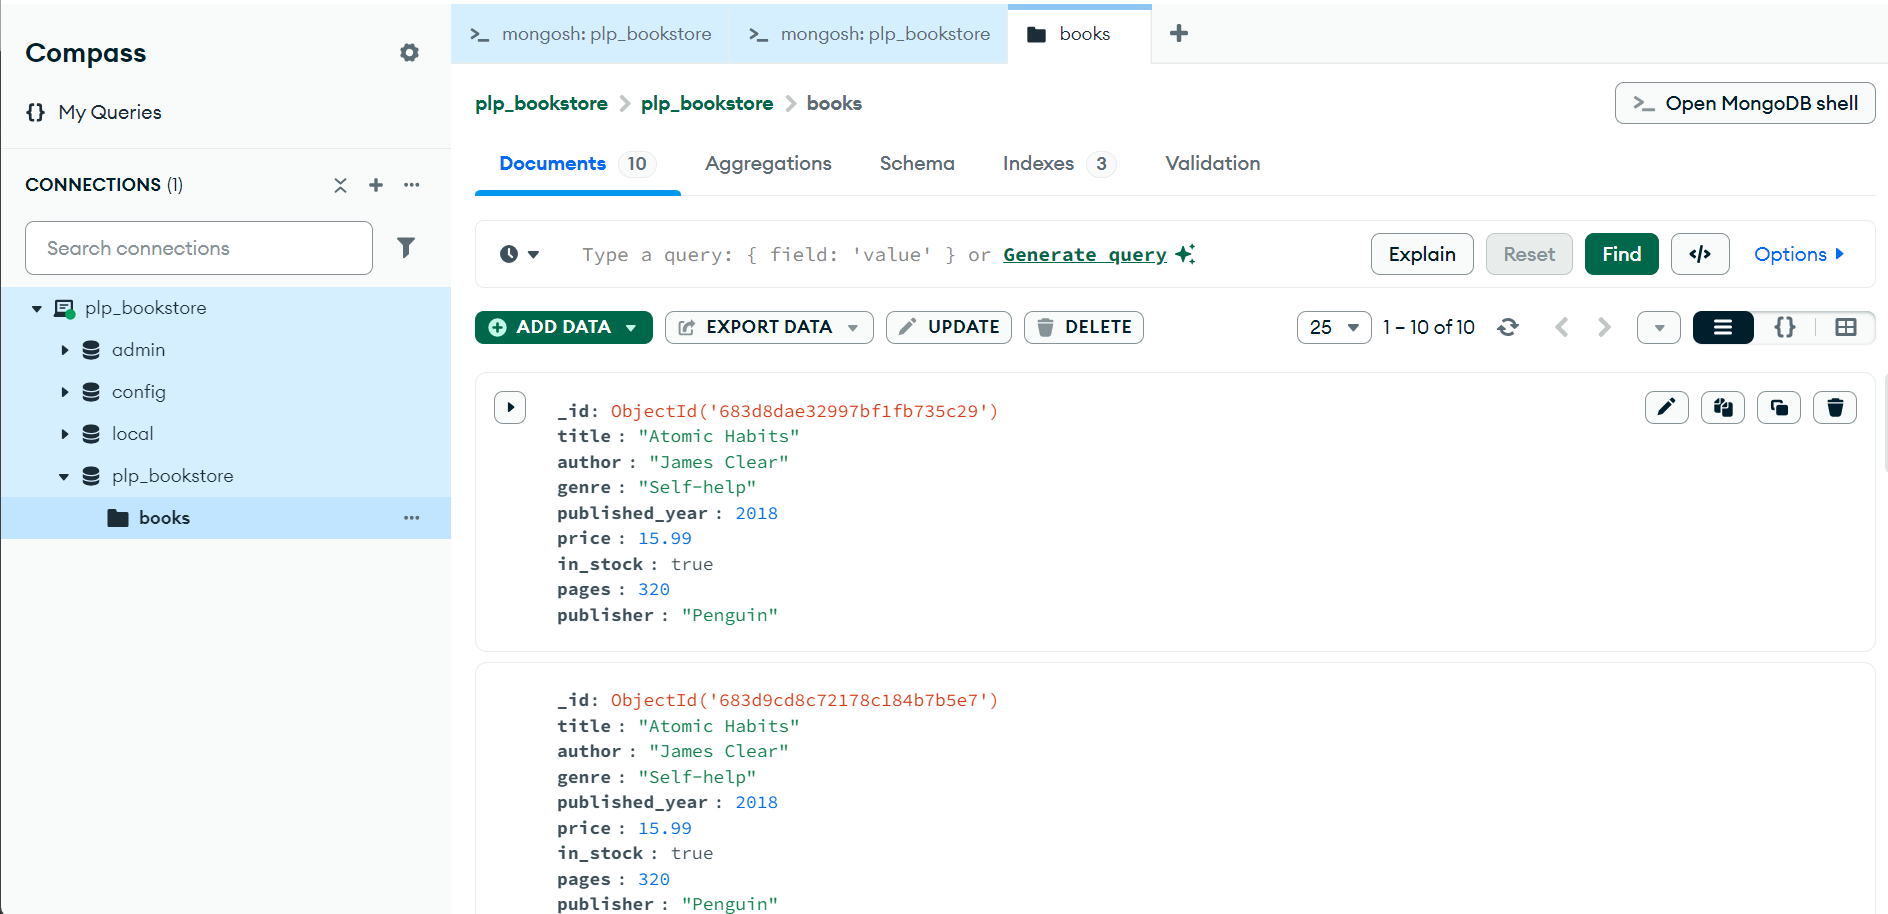 Compass
My Queries
CONNECTIONS (1)
Search connections
plp_bookstore
admin
config
local
plp_bookstore
books
mongosh: plp_bookstore
mongosh: plp_bookstore
books
plp_bookstore > plp_bookstore > books
>_ Open MongoDB shell
Documents 10 Aggregations Schema Indexes 3 Validation
Type a query: { field: 'value' } or Generate query
Explain Reset Find </> Options
ADD DATA EXPORT DATA UPDATE DELETE
25 1 – 10 of 10
_id: ObjectId('683d8dae32997bf1fb735c29')
title : "Atomic Habits"
author : "James Clear"
genre : "Self-help"
published_year : 2018
price : 15.99
in_stock : true
pages : 320
publisher : "Penguin"
_id: ObjectId('683d9cd8c72178c184b7b5e7')
title : "Atomic Habits"
author : "James Clear"
genre : "Self-help"
published_year : 2018
price : 15.99
in_stock : true
pages : 320
publisher : "Penguin"